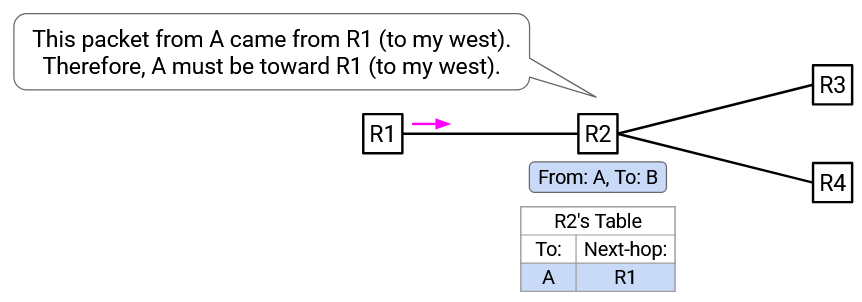 This packet from A came from R1 (to my west).
Therefore, A must be toward R1 (to my west).
R1
R2
R3
R4
From: A, To: B
R2's Table
To: Next-hop:
A R1